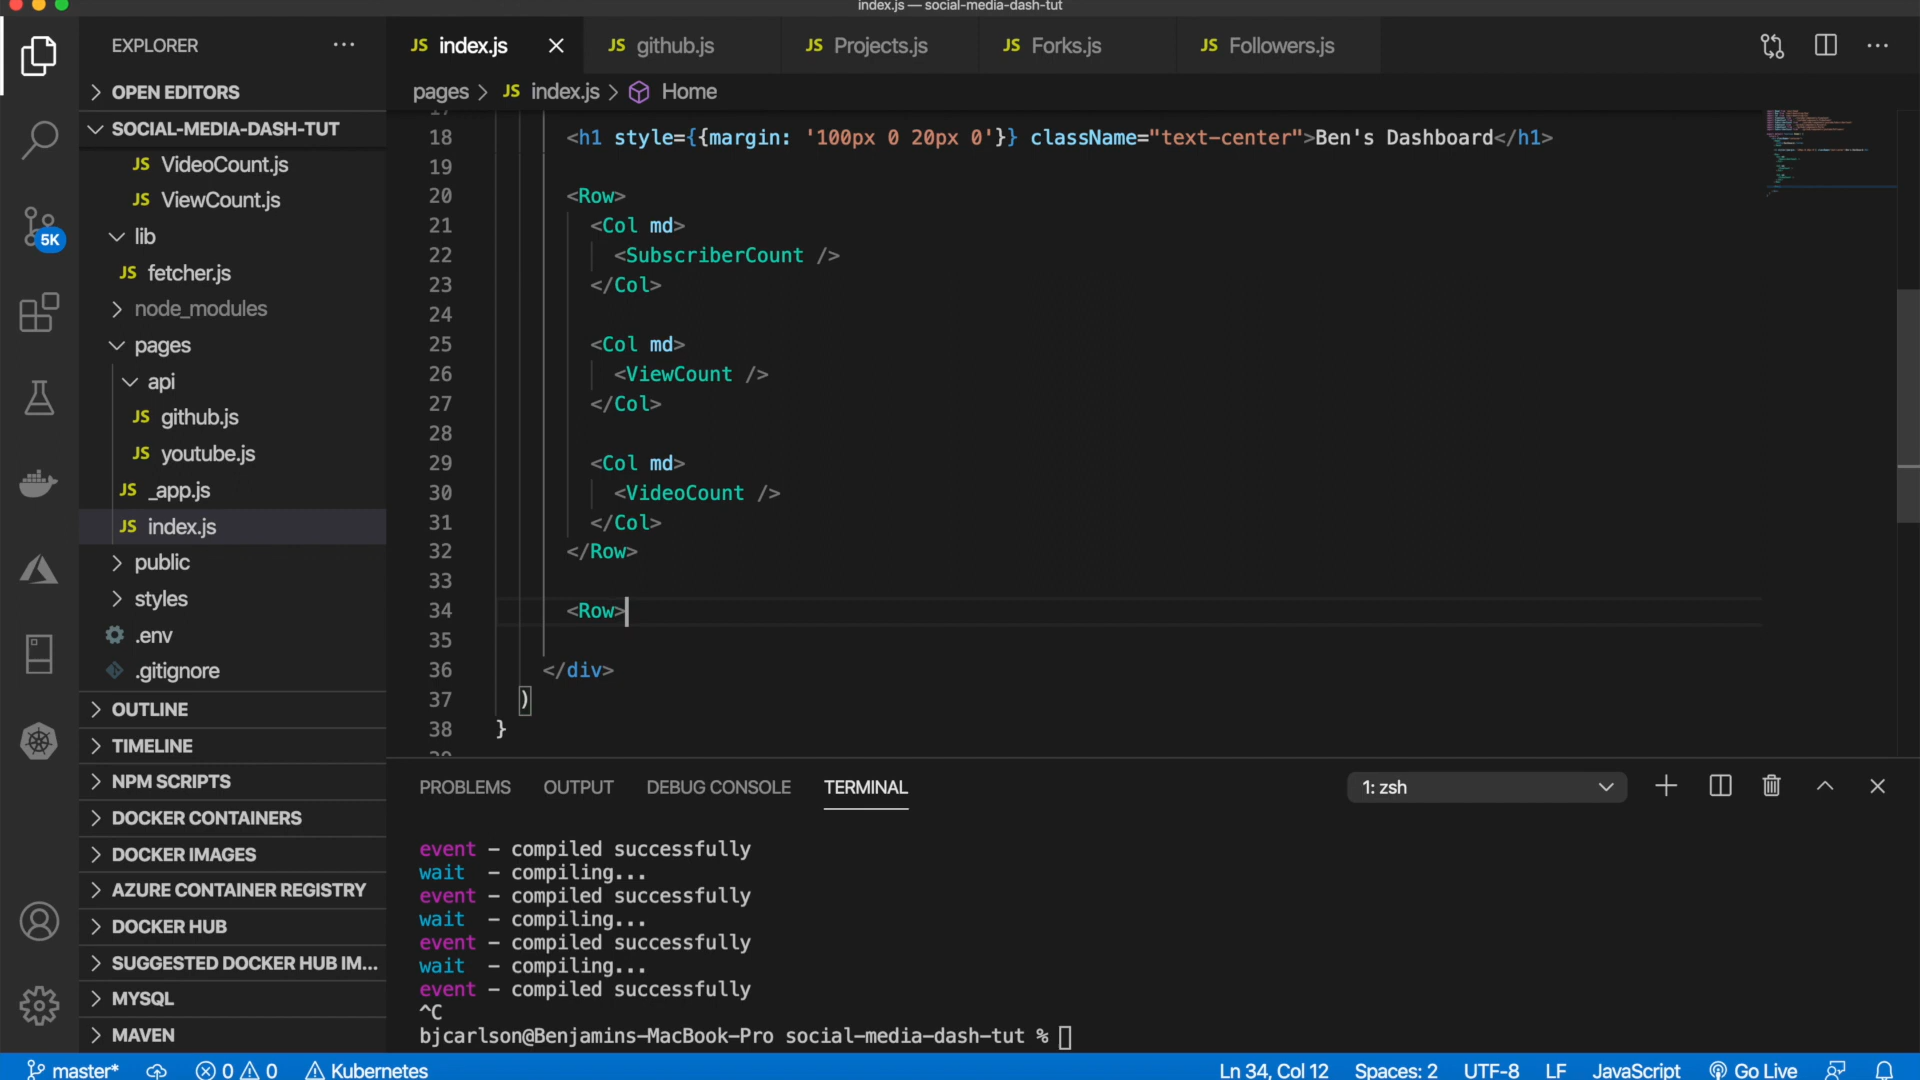 index.js — social-media-dash-tut
EXPLORER
JS index.js
JS github.js
JS Projects.js
JS Forks.js
JS Followers.js
OPEN EDITORS
pages > JS index.js > Home
SOCIAL-MEDIA-DASH-TUT
JS VideoCount.js
JS ViewCount.js
lib
JS fetcher.js
node_modules
pages
api
JS github.js
JS youtube.js
JS _app.js
JS index.js
public
styles
.env
.gitignore
OUTLINE
TIMELINE
NPM SCRIPTS
DOCKER CONTAINERS
DOCKER IMAGES
AZURE CONTAINER REGISTRY
DOCKER HUB
SUGGESTED DOCKER HUB IM...
MYSQL
MAVEN
5K
18 <h1 style={{margin: '100px 0 20px 0'}} className="text-center">Ben's Dashboard</h1>
19
20 <Row>
21 <Col md>
22 <SubscriberCount />
23 </Col>
24
25 <Col md>
26 <ViewCount />
27 </Col>
28
29 <Col md>
30 <VideoCount />
31 </Col>
32 </Row>
33
34 <Row>
35
36 </div>
37 )
38 }
PROBLEMS OUTPUT DEBUG CONSOLE TERMINAL
1: zsh
event – compiled successfully
wait – compiling...
event – compiled successfully
wait – compiling...
event – compiled successfully
wait – compiling...
event – compiled successfully
^C
bjcarlson@Benjamins-MacBook-Pro social-media-dash-tut %
master* 0 0 Kubernetes
Ln 34, Col 12 Spaces: 2 UTF-8 LF JavaScript Go Live